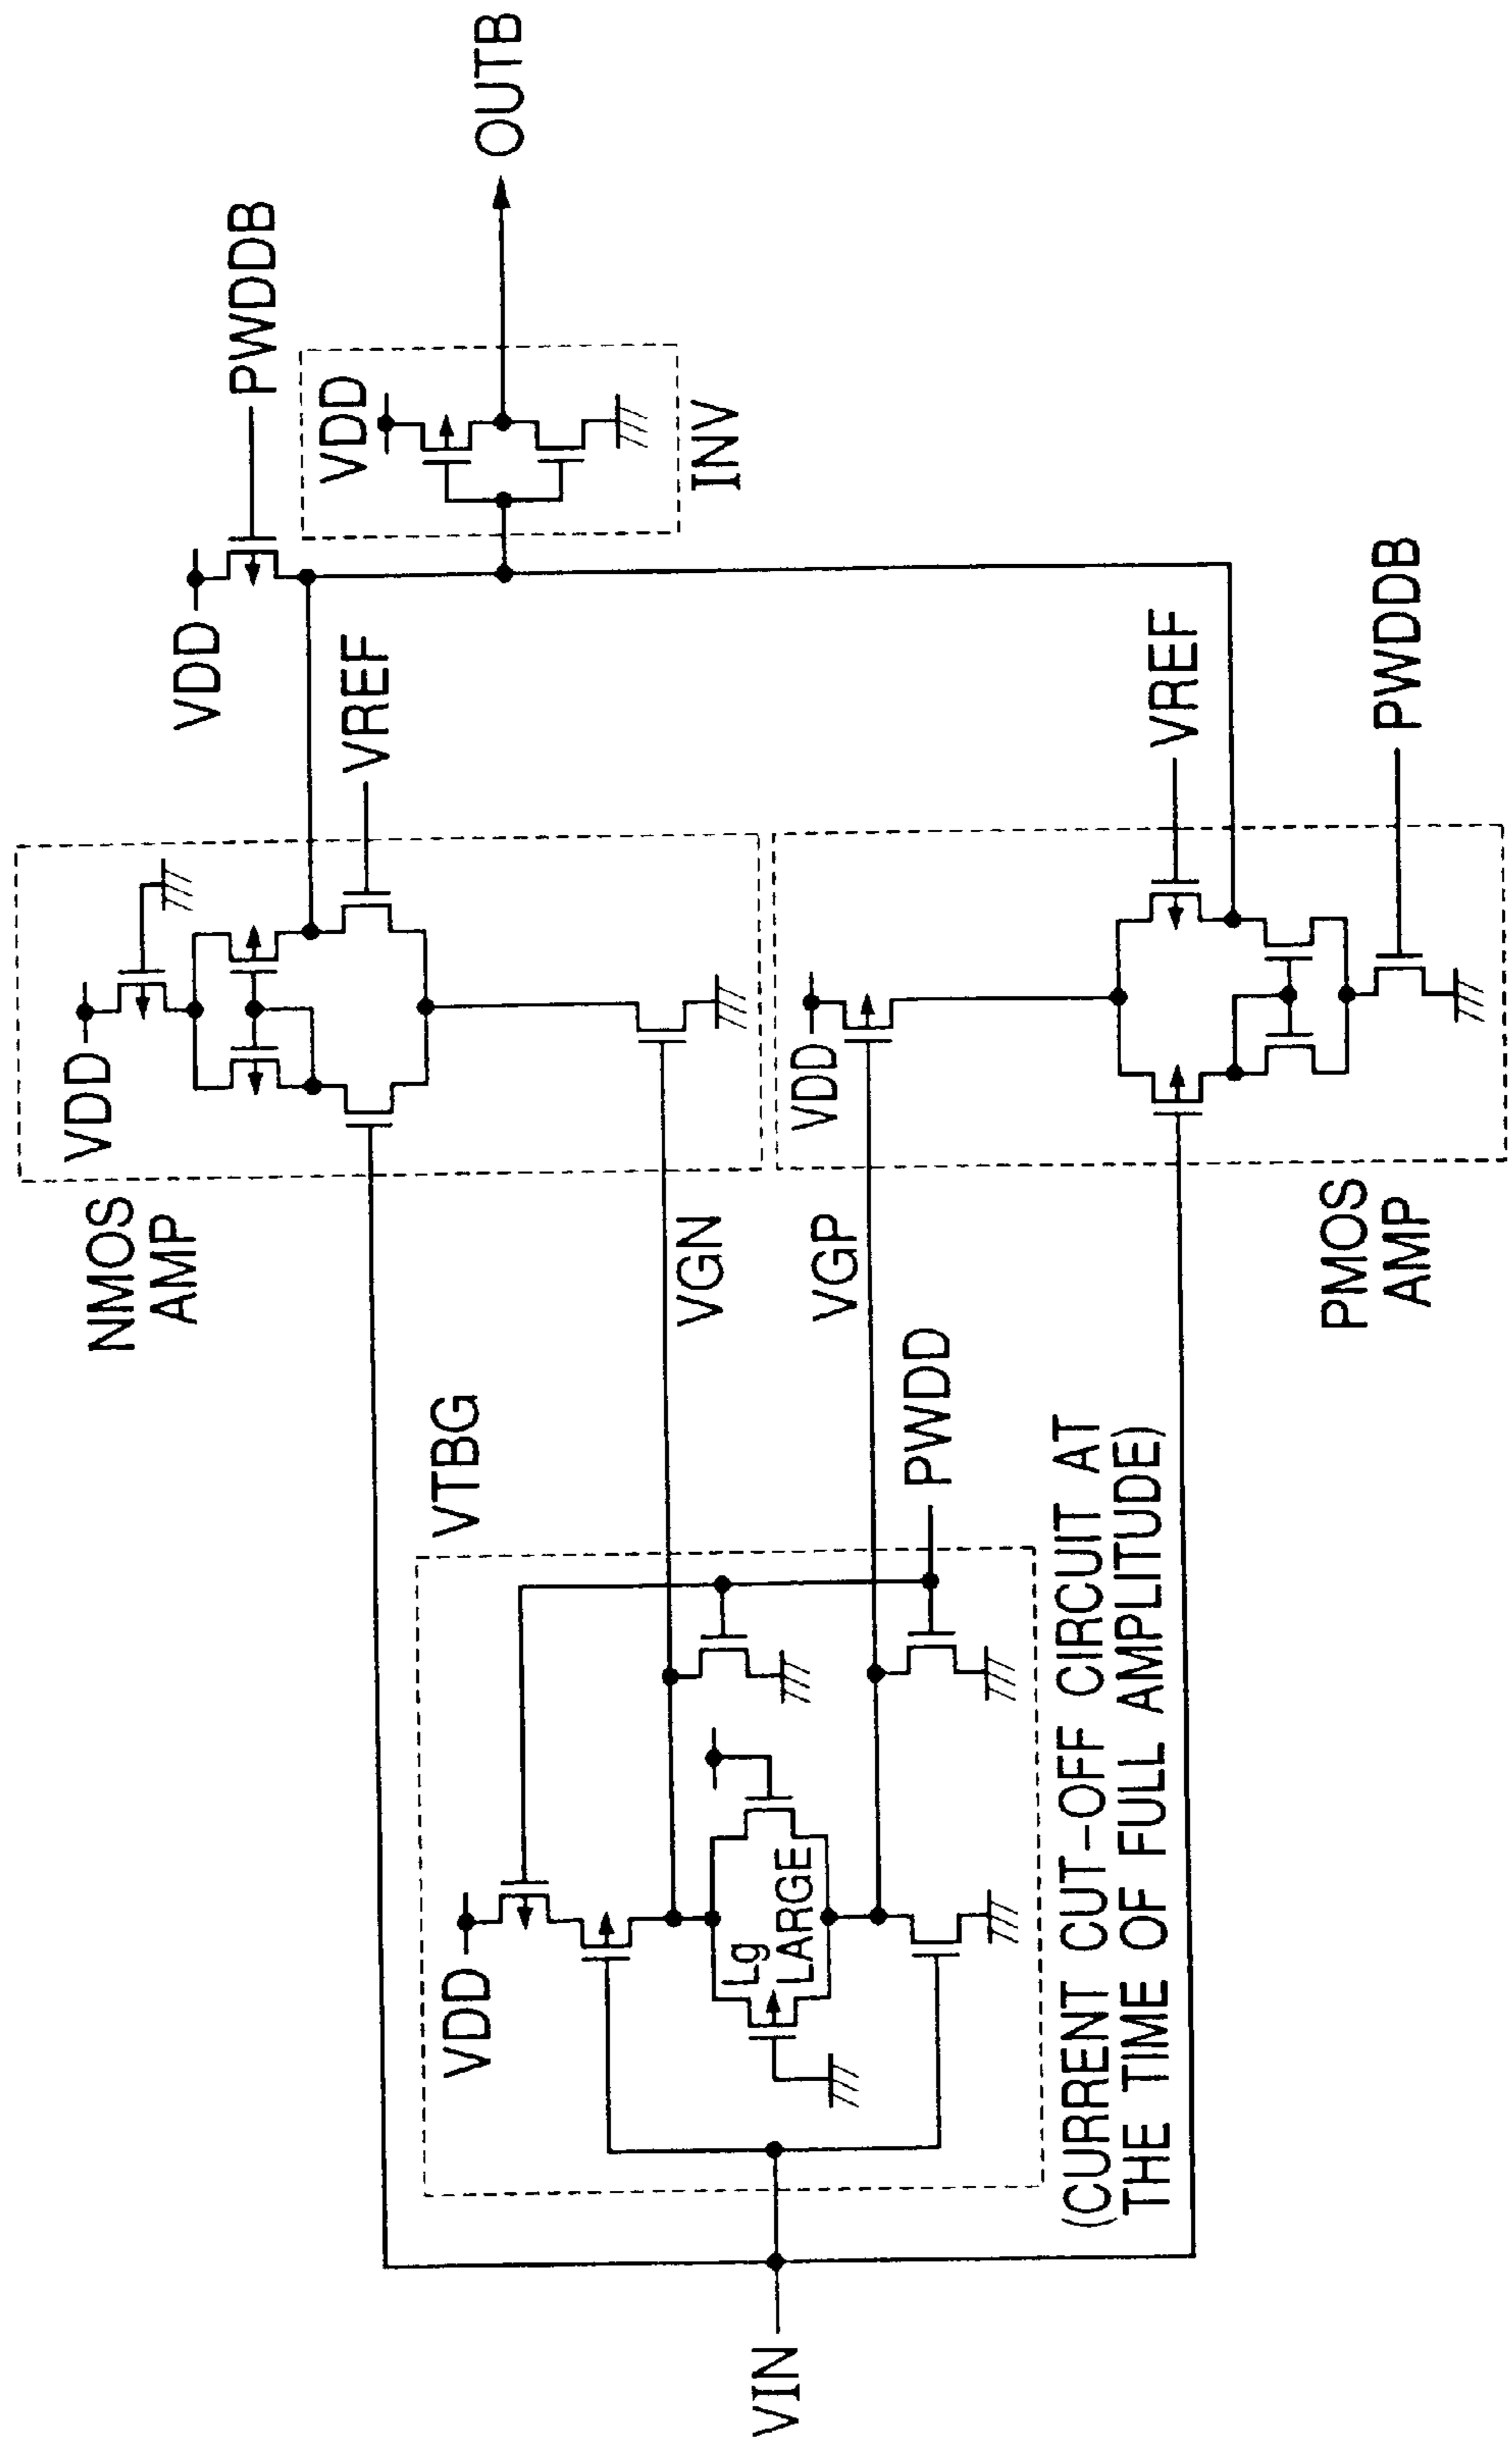 VIN
VTBG
VDD
Lg
LARGE
PWDD
(CURRENT CUT-OFF CIRCUIT AT
THE TIME OF FULL AMPLITUDE)
VGN
VGP
NMOS
AMP
VDD
VREF
VDD
PMOS
AMP
VREF
PWDDB
VDD
PWDDB
VDD
INV
OUTB